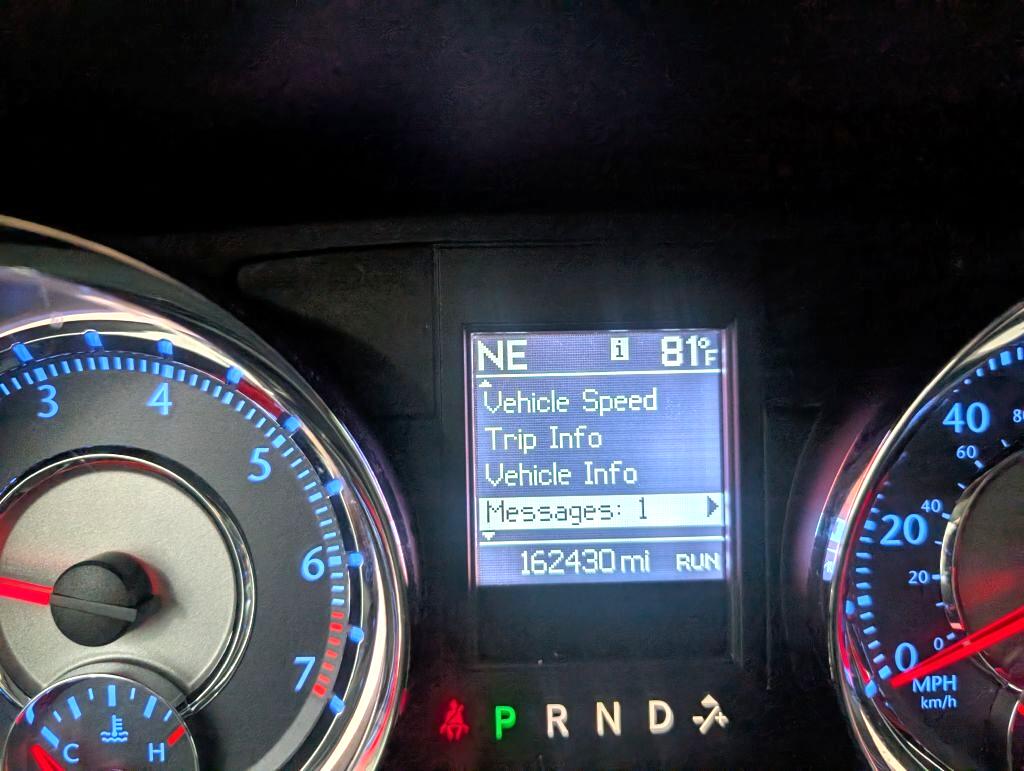 NE i 81°F
Vehicle Speed
Trip Info
Vehicle Info
Messages: 1
162430 mi RUN
P R N D
3
4
5
6
7
C H
40
20
0
MPH
km/h
60
40
20
0